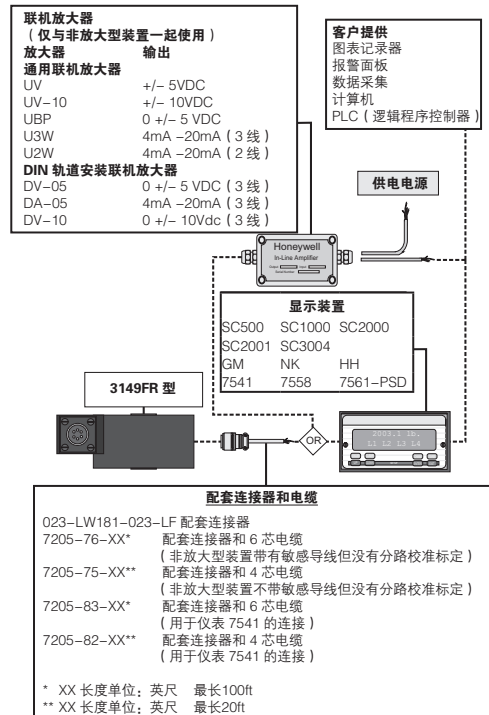 联机放大器
（仅与非放大型装置一起使用）
放大器 输出
通用联机放大器
UV +/– 5VDC
UV–10 +/– 10VDC
UBP 0 +/– 5 VDC
U3W 4mA –20mA（3 线）
U2W 4mA –20mA（2 线）
DIN 轨道安装联机放大器
DV–05 0 +/– 5 VDC（3 线）
DA–05 4mA –20mA（3 线）
DV–10 0 +/– 10Vdc（3 线）
客户提供
图表记录器
报警面板
数据采集
计算机
PLC（逻辑程序控制器）
供电电源
Honeywell
In-Line Amplifier
显示装置
SC500 SC1000 SC2000
SC2001 SC3004
GM NK HH
7541 7558 7561–PSD
3149FR 型
OR
2003.1 lb.
L1 L2 L3 L4
配套连接器和电缆
023–LW181–023–LF 配套连接器
7205–76–XX* 配套连接器和 6 芯电缆
（非放大型装置带有敏感导线但没有分路校准标定）
7205–75–XX** 配套连接器和 4 芯电缆
（非放大型装置不带敏感导线但没有分路校准标定）
7205–83–XX* 配套连接器和 6 芯电缆
（用于仪表 7541 的连接）
7205–82–XX** 配套连接器和 4 芯电缆
（用于仪表 7541 的连接）
* XX 长度单位：英尺 最长100ft
** XX 长度单位：英尺 最长20ft